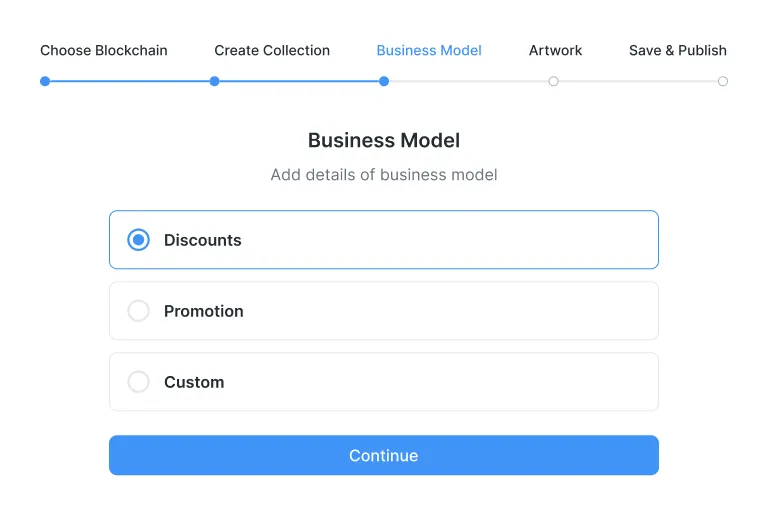 Choose Blockchain Create Collection Business Model Artwork Save & Publish
Business Model
Add details of business model
Discounts
Promotion
Custom
Continue